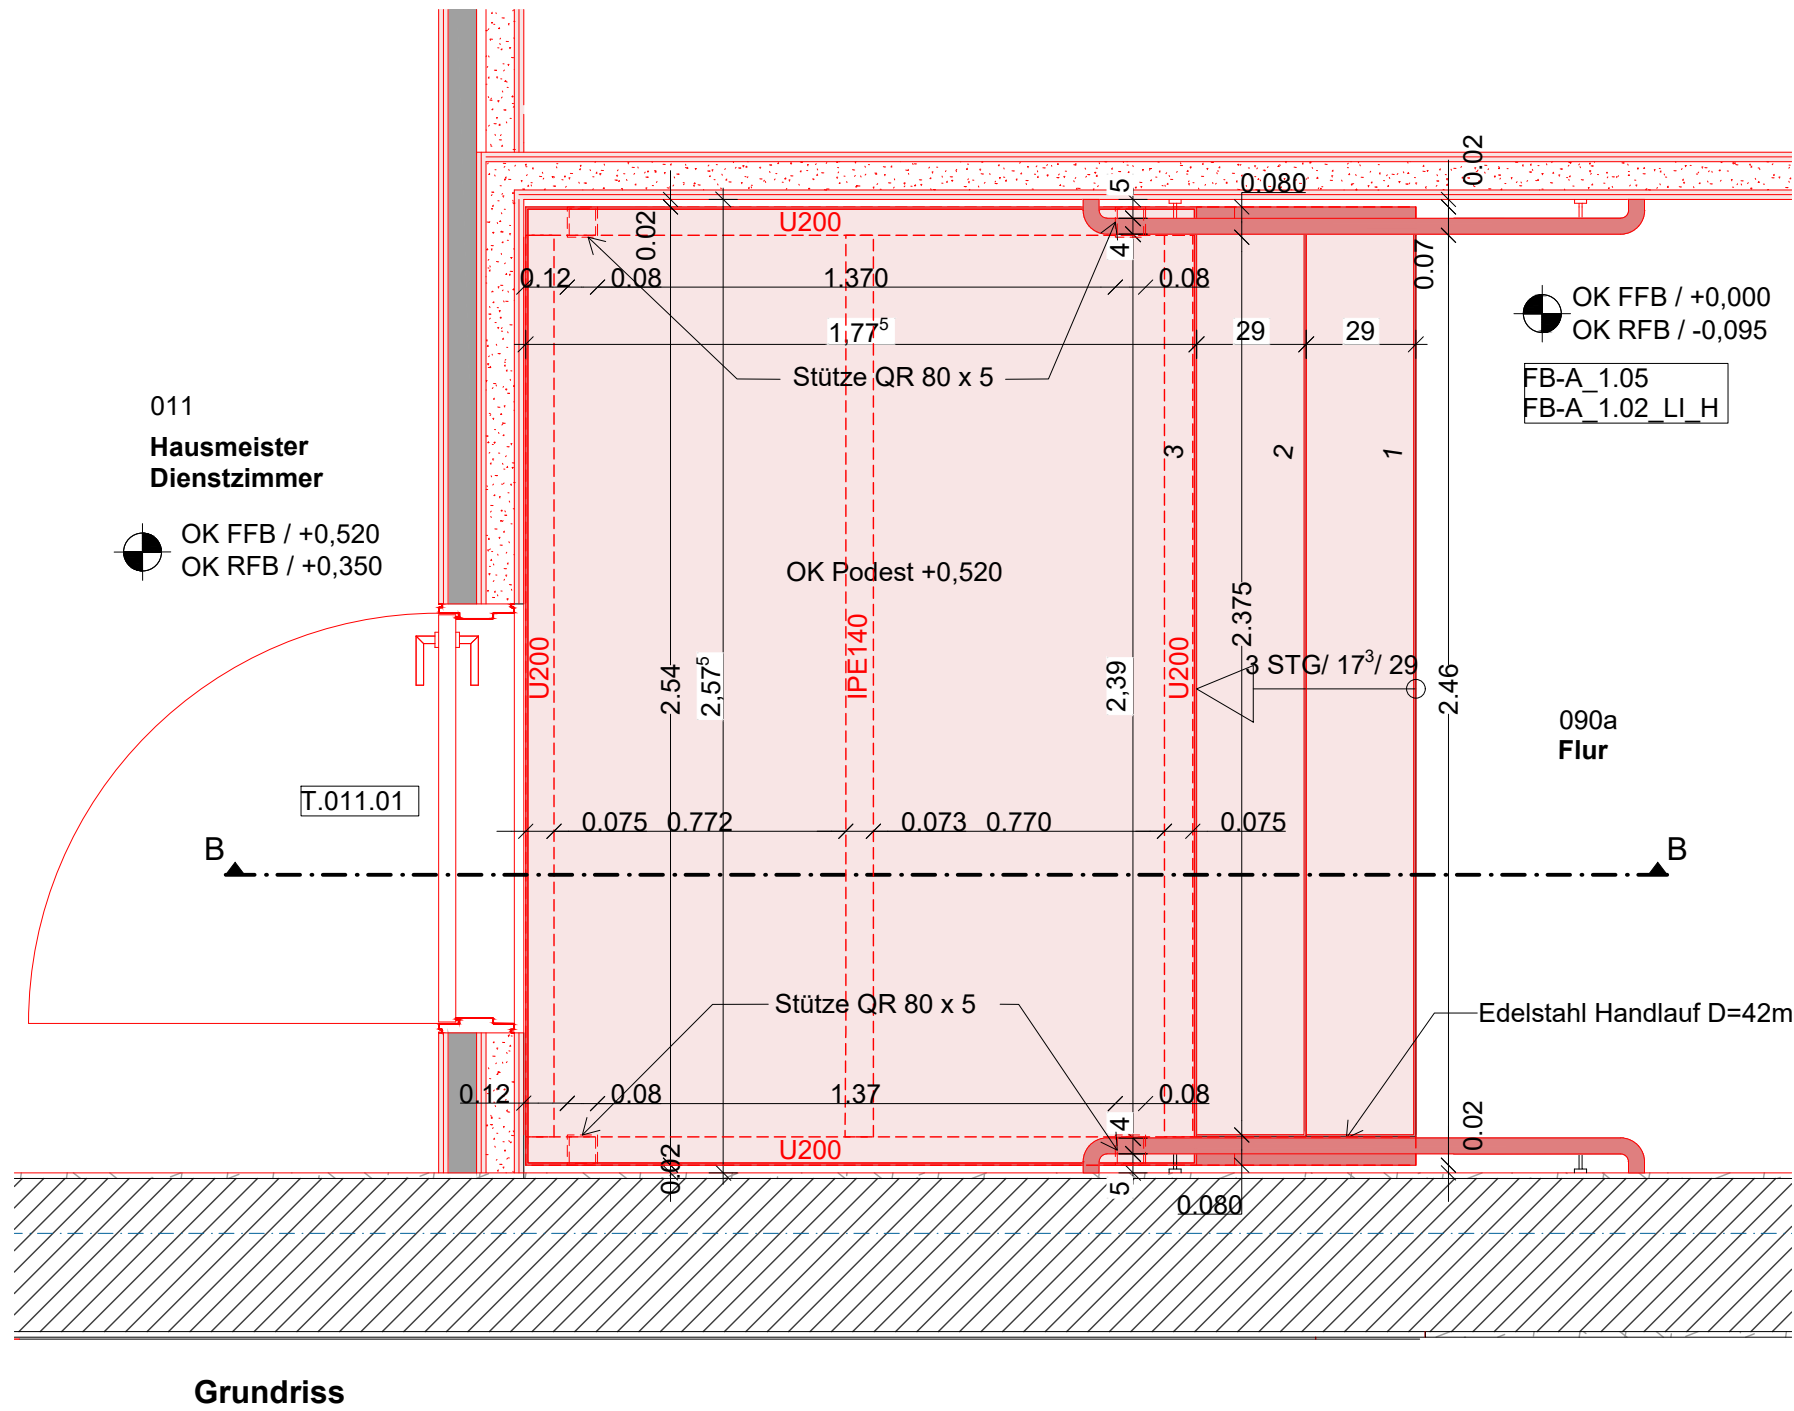 0.02
5
0.080
U200
0.02
4
0.07
0.12
0.08
1.370
0.08
OK FFB / +0,000
OK RFB / -0,095
1,77⁵
29
29
Stütze QR 80 x 5
FB-A_1.05
FB-A_1.02_LI_H
011
Hausmeister
Dienstzimmer
3
2
1
OK FFB / +0,520
OK RFB / +0,350
OK Podest +0,520
2.375
U200
IPE140
U200
3 STG/ 17³/ 29
2.54
2,57⁵
2,39
2.46
090a
Flur
T.011.01
0.075
0.772
0.073
0.770
0.075
B
B
Stütze QR 80 x 5
Edelstahl Handlauf D=42m
0.12
0.08
1.37
0.08
4
0.02
U200
0.02
5
0.080
Grundriss